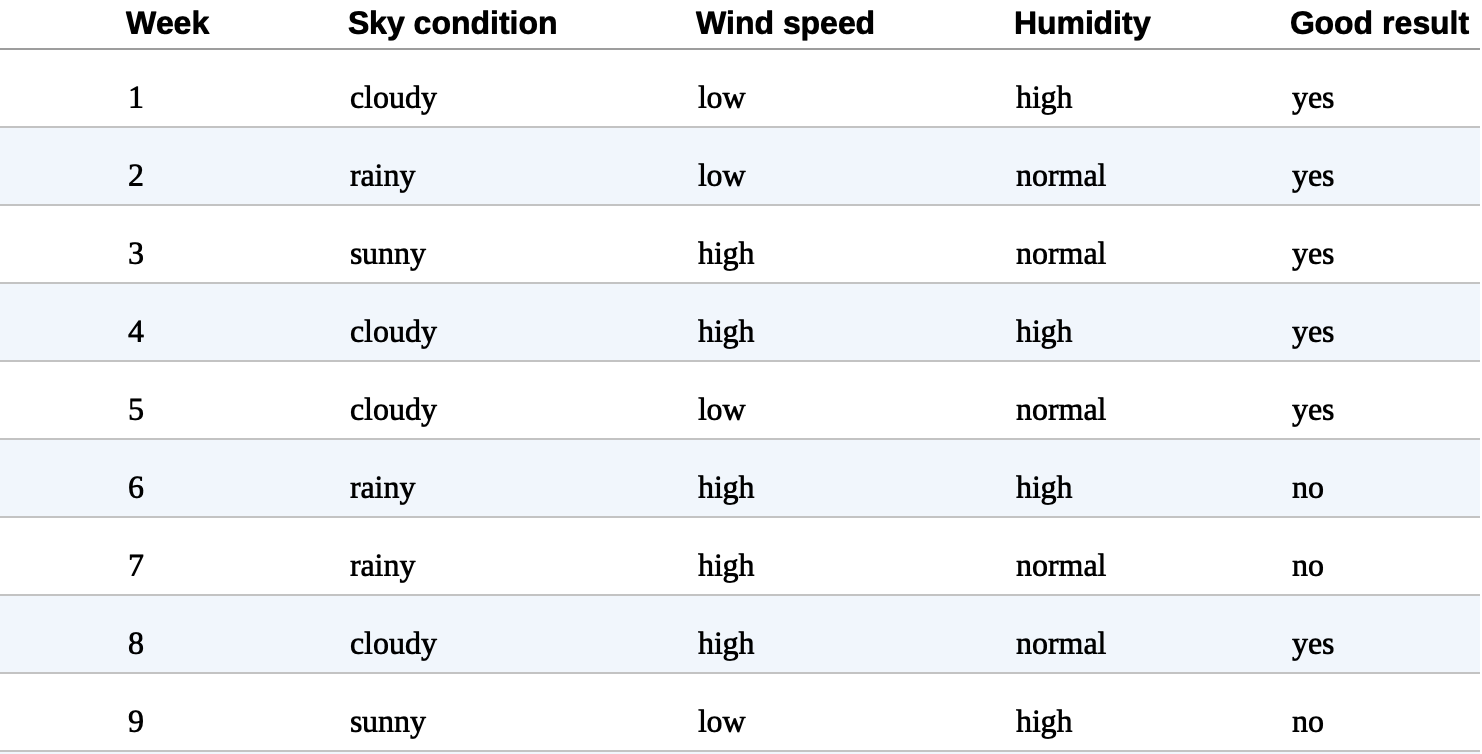 Week Sky condition Wind speed Humidity Good result
1 cloudy low high yes
2 rainy low normal yes
3 sunny high normal yes
4 cloudy high high yes
5 cloudy low normal yes
6 rainy high high no
7 rainy high normal no
8 cloudy high normal yes
9 sunny low high no